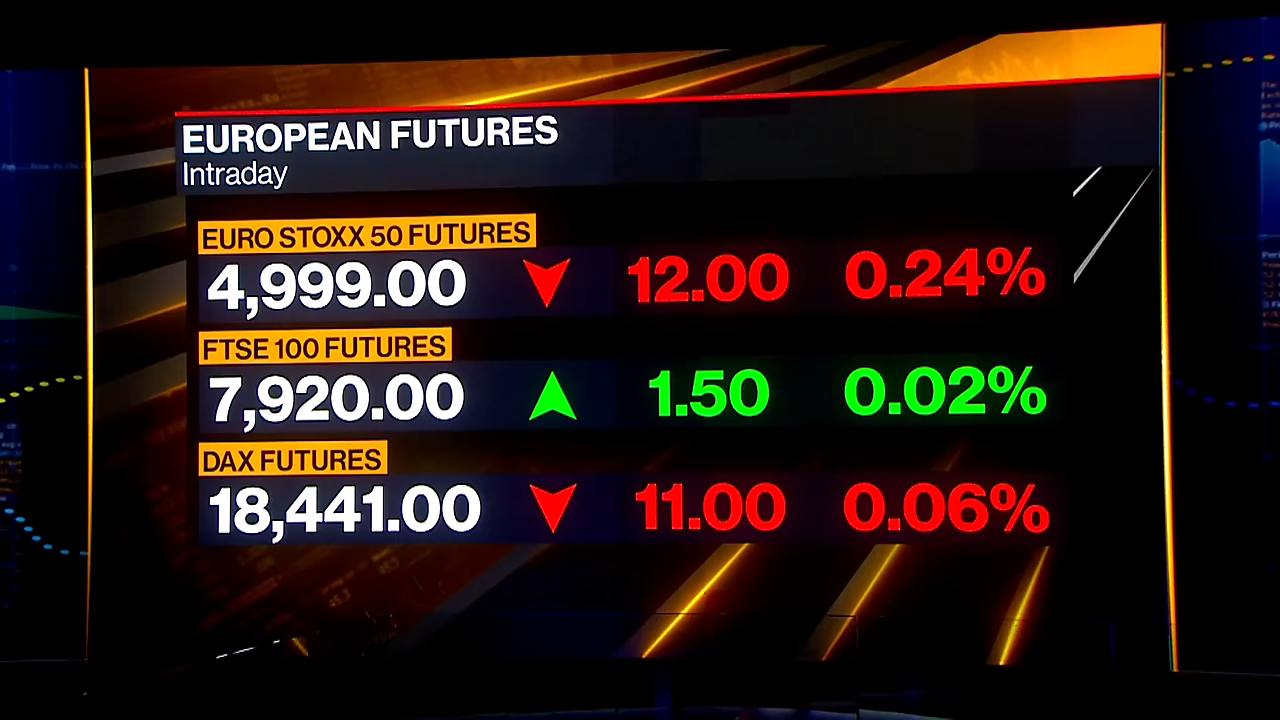 EUROPEAN FUTURES
Intraday
EURO STOXX 50 FUTURES
4,999.00 ▼ 12.00 0.24%
FTSE 100 FUTURES
7,920.00 ▲ 1.50 0.02%
DAX FUTURES
18,441.00 ▼ 11.00 0.06%